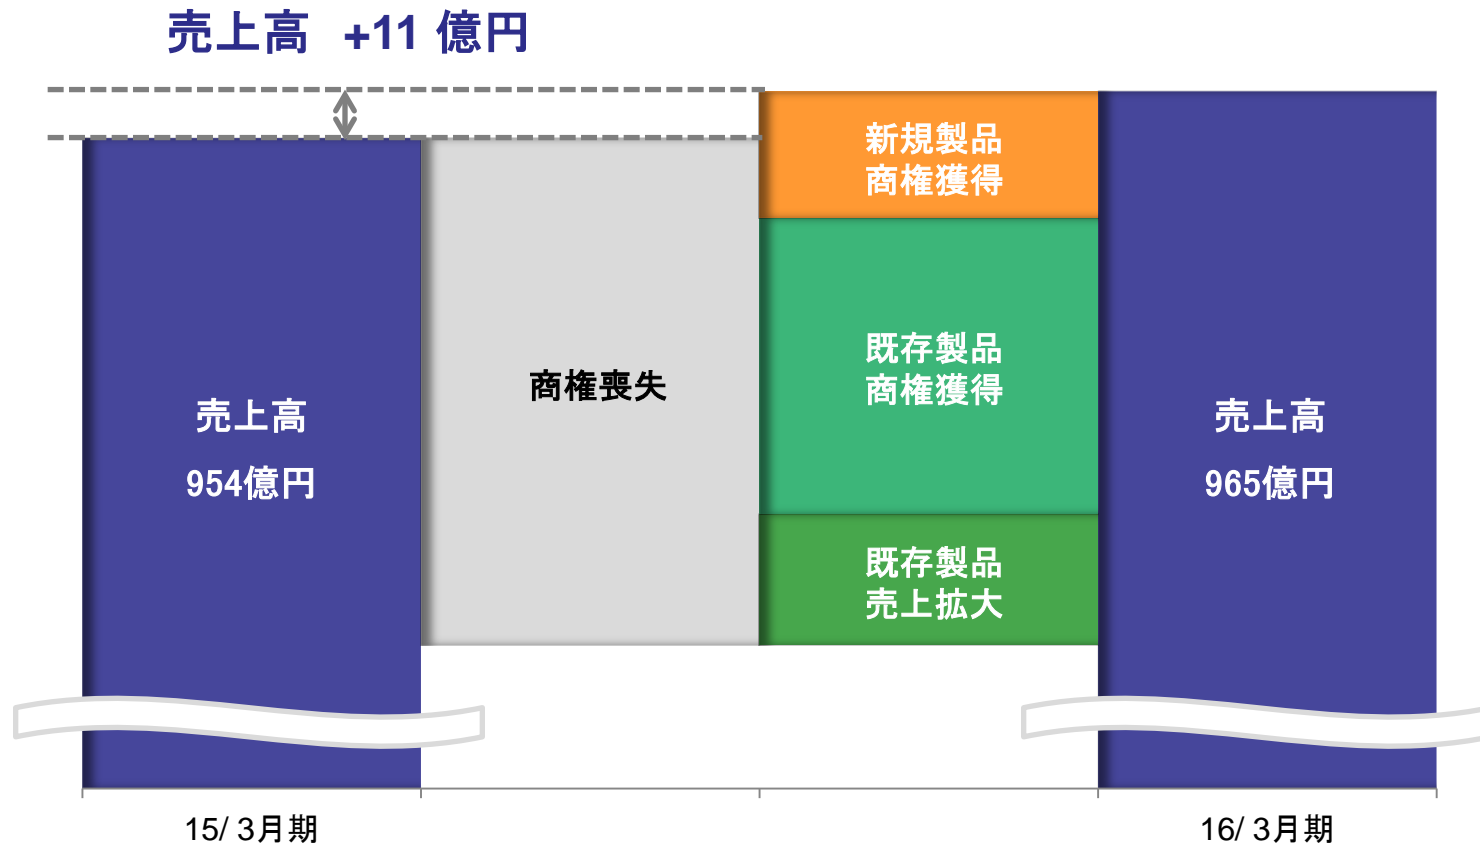 売上高 +11 億円
新規製品
商権獲得
既存製品
商権獲得
商権喪失
売上高
954億円
売上高
965億円
既存製品
売上拡大
15/ 3月期
16/ 3月期